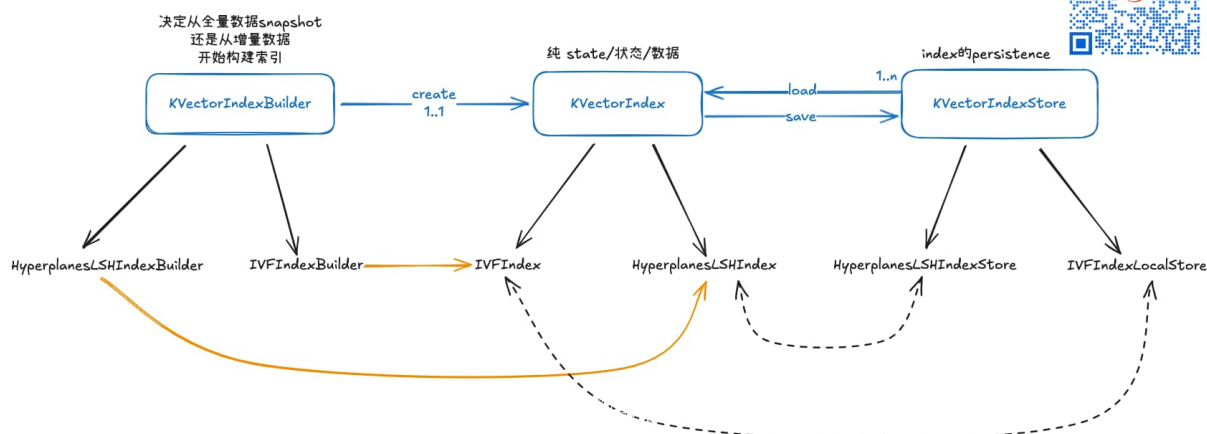 决定从全量数据snapshot
还是从增量数据
开始构建索引
纯 state/状态/数据
index的persistence
KVectorIndexBuilder
create
1..1
KVectorIndex
1..n
load
save
KVectorIndexStore
HyperplanesLSHIndexBuilder
IVFIndexBuilder
IVFIndex
HyperplanesLSHIndex
HyperplanesLSHIndexStore
IVFIndexLocalStore